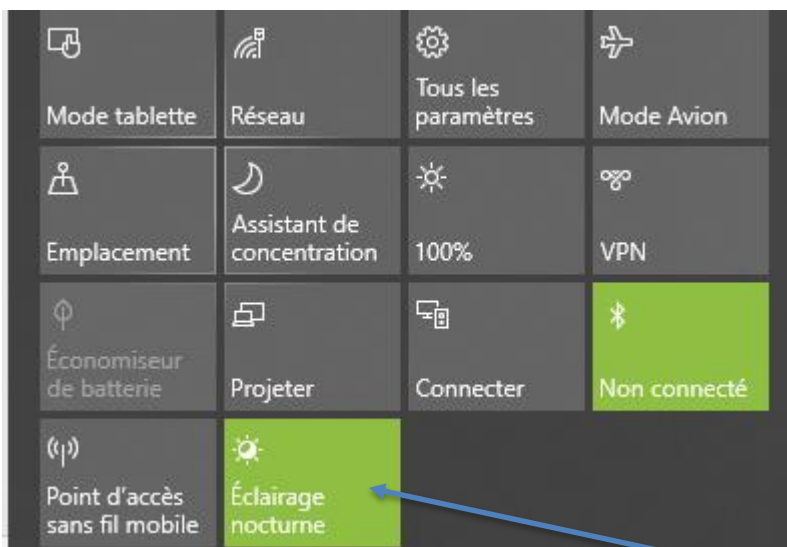 Mode tablette
Réseau
Tous les
paramètres
Mode Avion
Emplacement
Assistant de
concentration
100%
VPN
Économiseur
de batterie
Projeter
Connecter
Non connecté
Point d'accès
sans fil mobile
Éclairage
nocturne